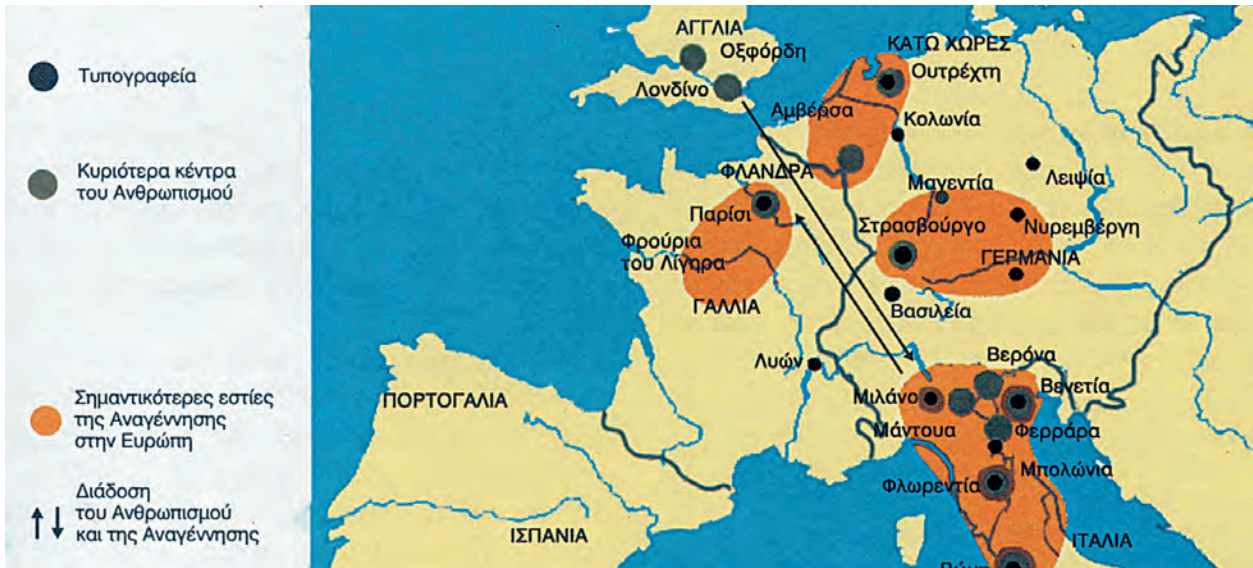 Τυπογραφεία
Κυριότερα κέντρα
του Ανθρωπισμού
Σημαντικότερες εστίες
της Αναγέννησης
στην Ευρώπη
Διάδοση
του Ανθρωπισμού
και της Αναγέννησης
ΑΓΓΛΙΑ
Οξφόρδη
Λονδίνο
ΚΑΤΩ ΧΩΡΕΣ
Ουτρέχτη
Αμβέρσα
Κολωνία
ΦΛΑΝΔΡΑ
Μαγεντία
Λειψία
Παρίσι
Στρασβούργο
Νυρεμβέργη
Φρούρια
του Λίγηρα
ΓΕΡΜΑΝΙΑ
ΓΑΛΛΙΑ
Βασιλεία
Λυών
Βερόνα
Μιλάνο
Βενετία
ΠΟΡΤΟΓΑΛΙΑ
Μάντουα
Φερράρα
Μπολώνια
Φλωρεντία
ΙΣΠΑΝΙΑ
ΙΤΑΛΙΑ